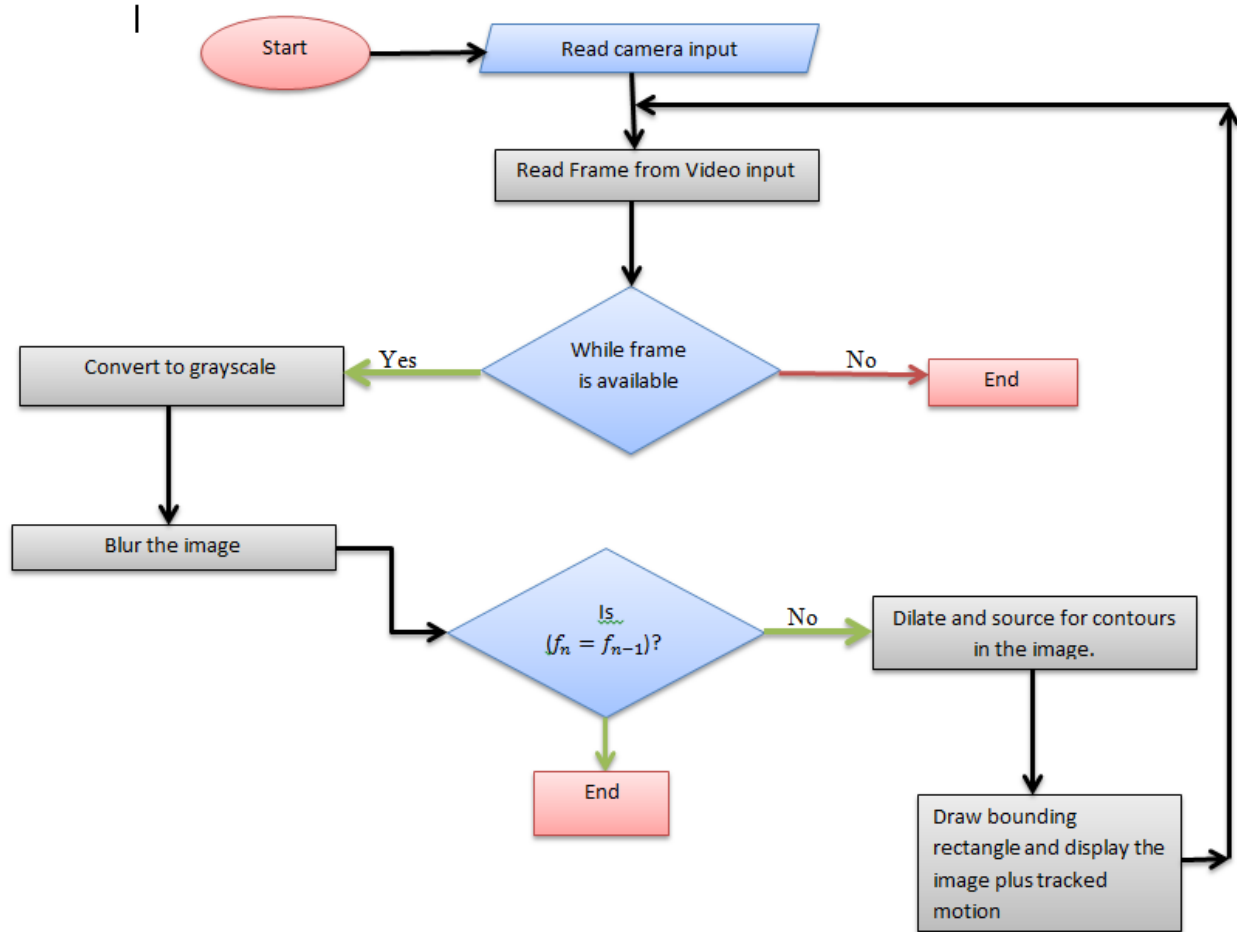 Start
Read camera input
Read Frame from Video input
While frame
is available
Yes
No
End
Convert to grayscale
Blur the image
Is
(fₙ = fₙ₋₁)?
No
Dilate and source for contours
in the image.
End
Draw bounding
rectangle and display the
image plus tracked
motion